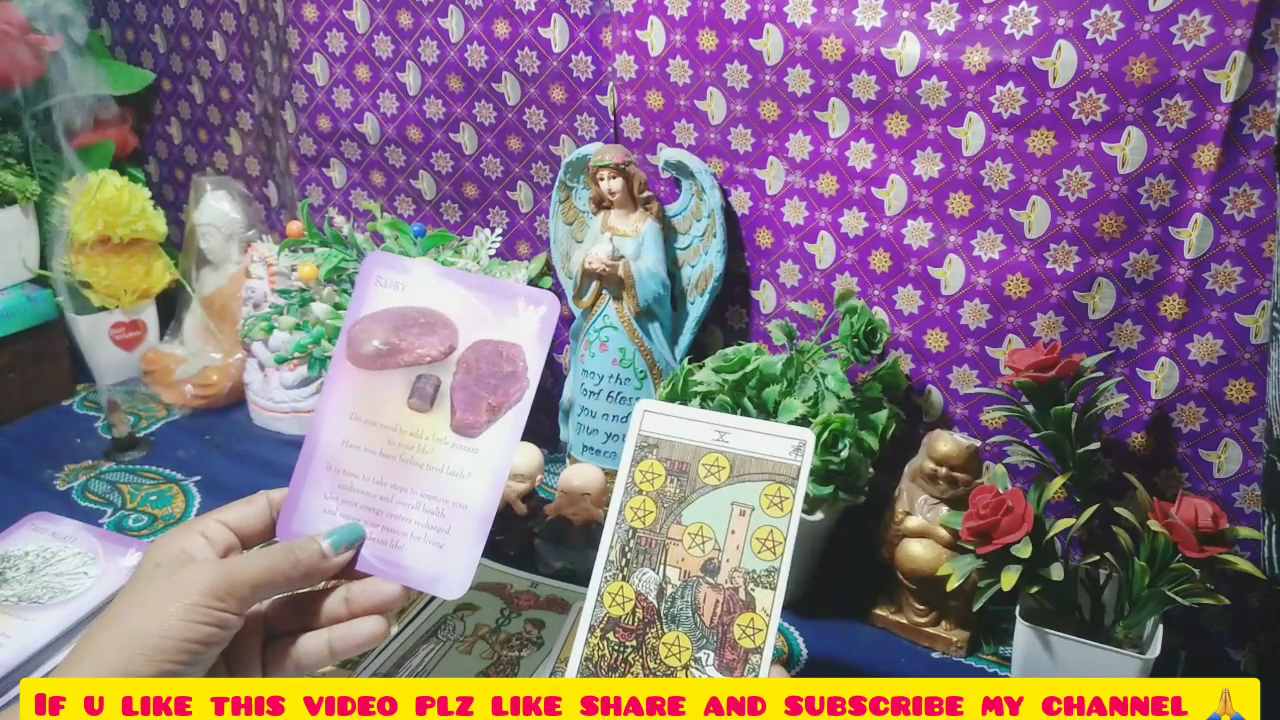 RUBY
Do you need to add a little pizzazz
to your life?
Have you been feeling tired lately?
It is time to take steps to improve your
endurance and overall health
Get your energy centers recharged,
and renew your passion for living
life!
may the
lord bless
you and
give you
peace
X
II
IF U LIKE THIS VIDEO PLZ LIKE SHARE AND SUBSCRIBE MY CHANNEL 🙏